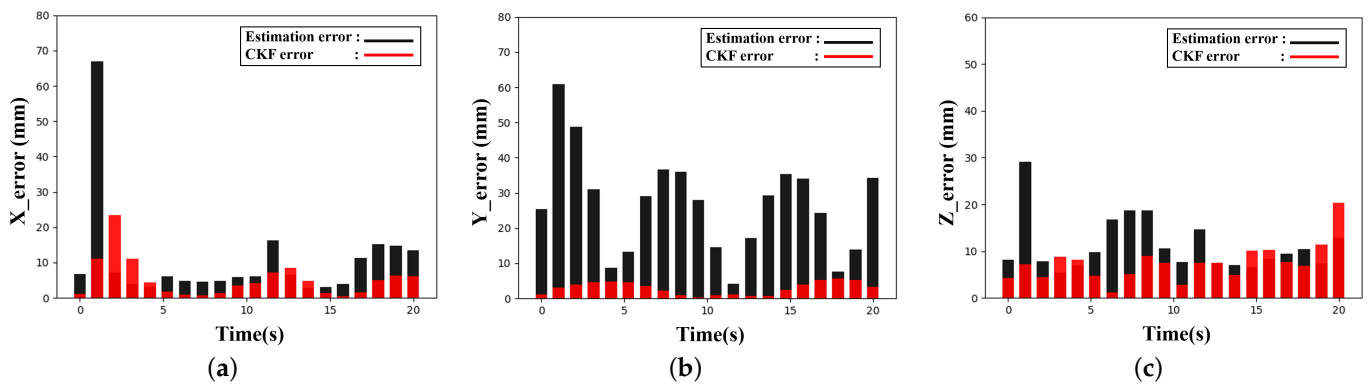 X_error (mm)
80
70
60
50
40
30
20
10
0
Estimation error :
CKF error :
0 5 10 15 20
Time(s)
(a)
Y_error (mm)
80
70
60
50
40
30
20
10
0
Estimation error :
CKF error :
0 5 10 15 20
Time(s)
(b)
Z_error (mm)
60
50
40
30
20
10
0
Estimation error :
CKF error :
0 5 10 15 20
Time(s)
(c)